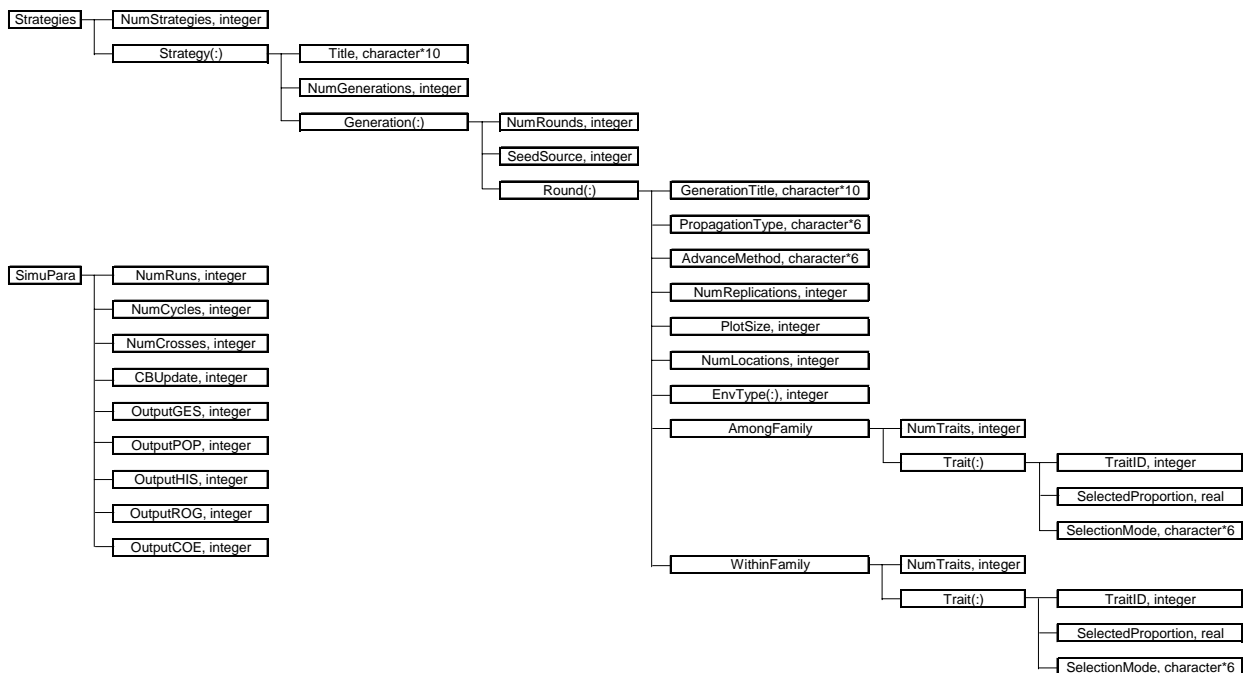 Strategies
NumStrategies, integer
Strategy(:)
Title, character*10
NumGenerations, integer
Generation(:)
NumRounds, integer
SeedSource, integer
Round(:)
GenerationTitle, character*10
PropagationType, character*6
AdvanceMethod, character*6
NumReplications, integer
PlotSize, integer
NumLocations, integer
EnvType(:), integer
AmongFamily
NumTraits, integer
Trait(:)
TraitID, integer
SelectedProportion, real
SelectionMode, character*6
WithinFamily
NumTraits, integer
Trait(:)
TraitID, integer
SelectedProportion, real
SelectionMode, character*6
SimuPara
NumRuns, integer
NumCycles, integer
NumCrosses, integer
CBUpdate, integer
OutputGES, integer
OutputPOP, integer
OutputHIS, integer
OutputROG, integer
OutputCOE, integer